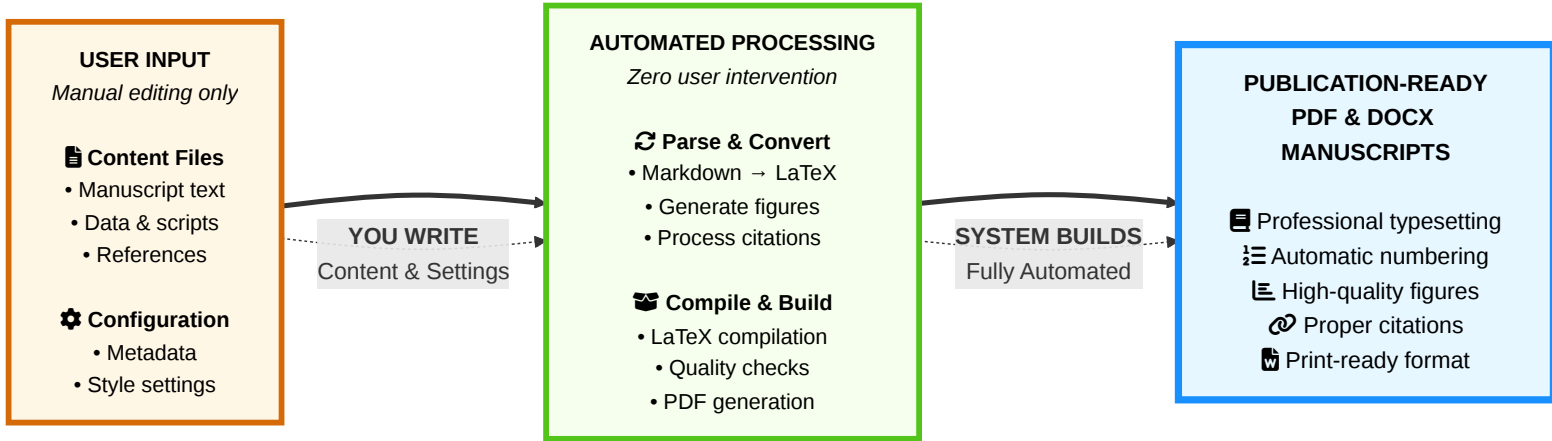 USER INPUT
Manual editing only
Content Files
• Manuscript text
• Data & scripts
• References
Configuration
• Metadata
• Style settings
YOU WRITE
Content & Settings
AUTOMATED PROCESSING
Zero user intervention
Parse & Convert
• Markdown → LaTeX
• Generate figures
• Process citations
Compile & Build
• LaTeX compilation
• Quality checks
• PDF generation
SYSTEM BUILDS
Fully Automated
PUBLICATION-READY
PDF & DOCX
MANUSCRIPTS
Professional typesetting
Automatic numbering
High-quality figures
Proper citations
Print-ready format